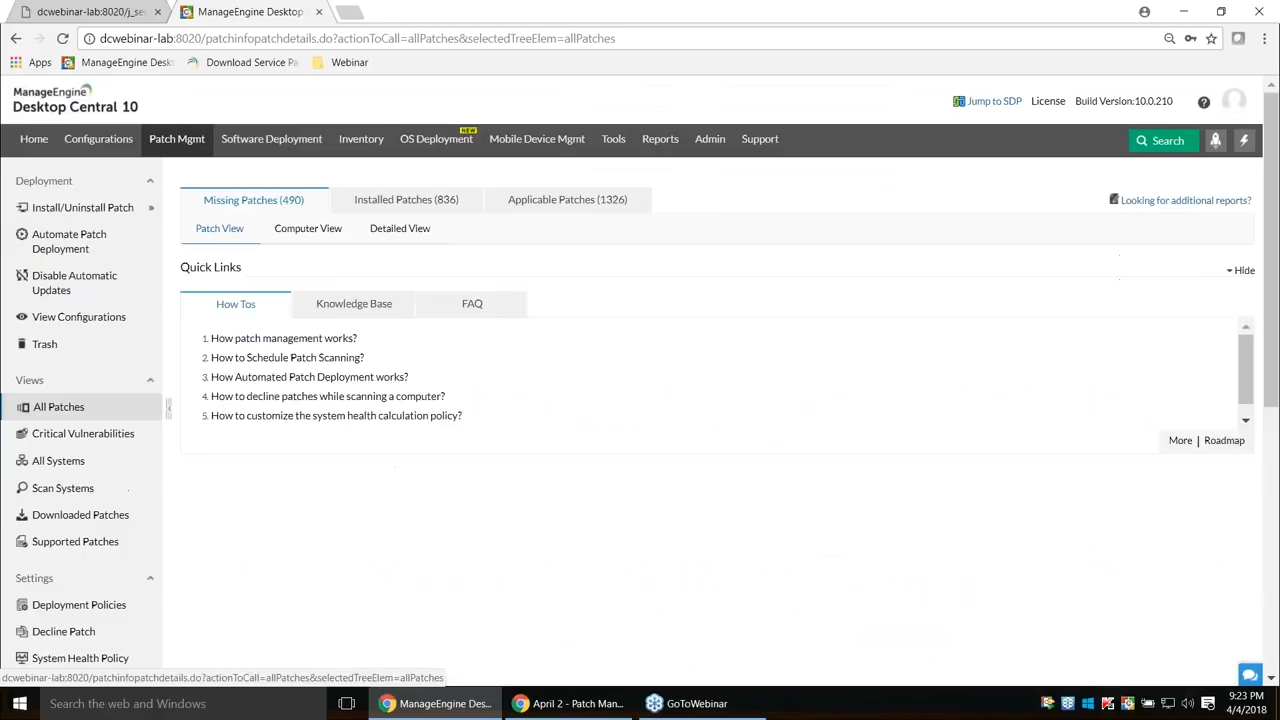 dcwebinar-lab:8020/j_se
ManageEngine Desktop
dcwebinar-lab:8020/patchinfopatchdetails.do?actionToCall=allPatches&selectedTreeElem=allPatches
Apps
ManageEngine Desk
Download Service Pa
Webinar
ManageEngine
Desktop Central 10
Jump to SDP
License
Build Version:10.0.210
Home
Configurations
Patch Mgmt
Software Deployment
Inventory
OS Deployment
NEW
Mobile Device Mgmt
Tools
Reports
Admin
Support
Search
Deployment
Install/Uninstall Patch
Automate Patch
Deployment
Disable Automatic
Updates
View Configurations
Trash
Views
All Patches
Critical Vulnerabilities
All Systems
Scan Systems
Downloaded Patches
Supported Patches
Settings
Deployment Policies
Decline Patch
System Health Policy
Missing Patches (490)
Installed Patches (836)
Applicable Patches (1326)
Looking for additional reports?
Patch View
Computer View
Detailed View
Quick Links
Hide
How Tos
Knowledge Base
FAQ
1. How patch management works?
2. How to Schedule Patch Scanning?
3. How Automated Patch Deployment works?
4. How to decline patches while scanning a computer?
5. How to customize the system health calculation policy?
More | Roadmap
dcwebinar-lab:8020/patchinfopatchdetails.do?actionToCall=allPatches&selectedTreeElem=allPatches
Search the web and Windows
ManageEngine Des...
April 2 - Patch Man...
GoToWebinar
9:23 PM
4/4/2018